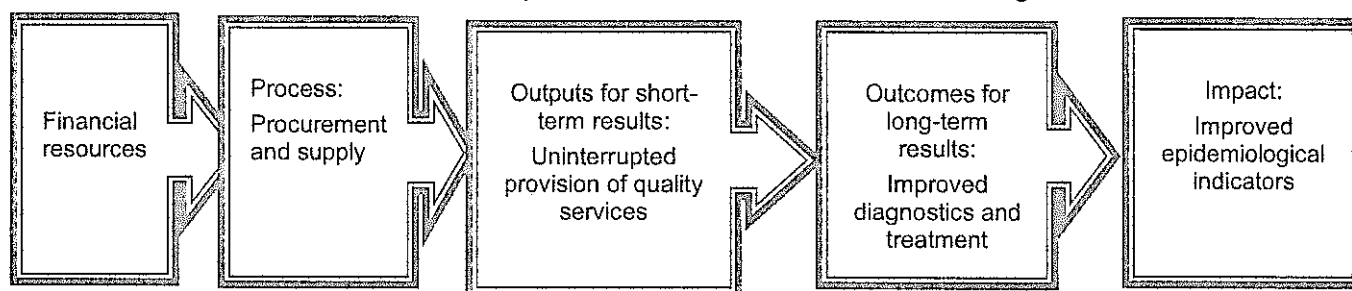 Financial
resources
Process:
Procurement
and supply
Outputs for short-
term results:
Uninterrupted
provision of quality
services
Outcomes for
long-term
results:
Improved
diagnostics and
treatment
Impact:
Improved
epidemiological
indicators